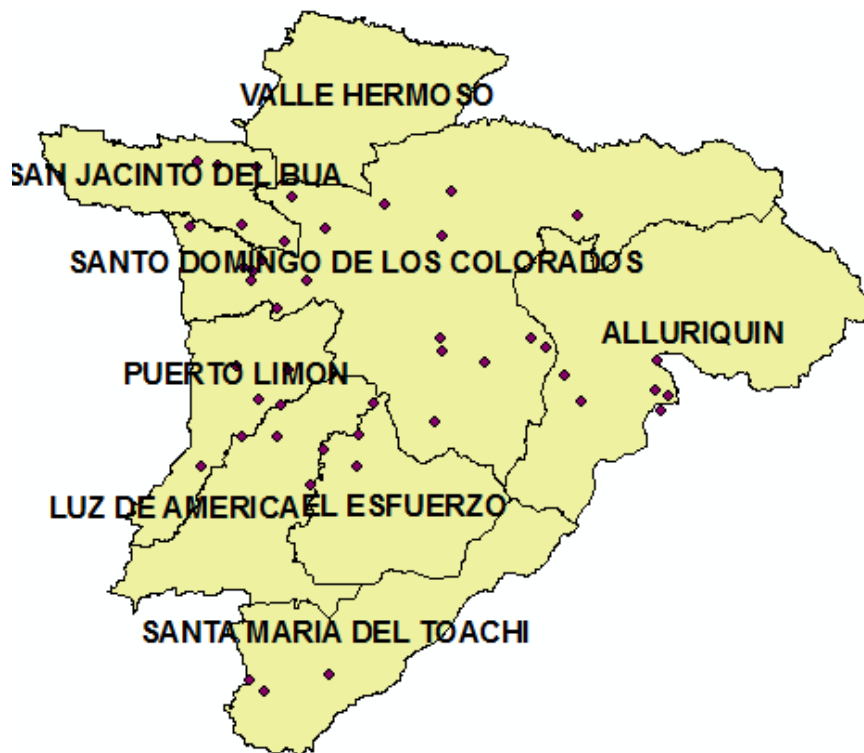 VALLE HERMOSO
SAN JACINTO DEL BUA
SANTO DOMINGO DE LOS COLORADOS
ALLURIQUIN
PUERTO LIMON
LUZ DE AMERICA
EL ESFUERZO
SANTA MARIA DEL TOACHI